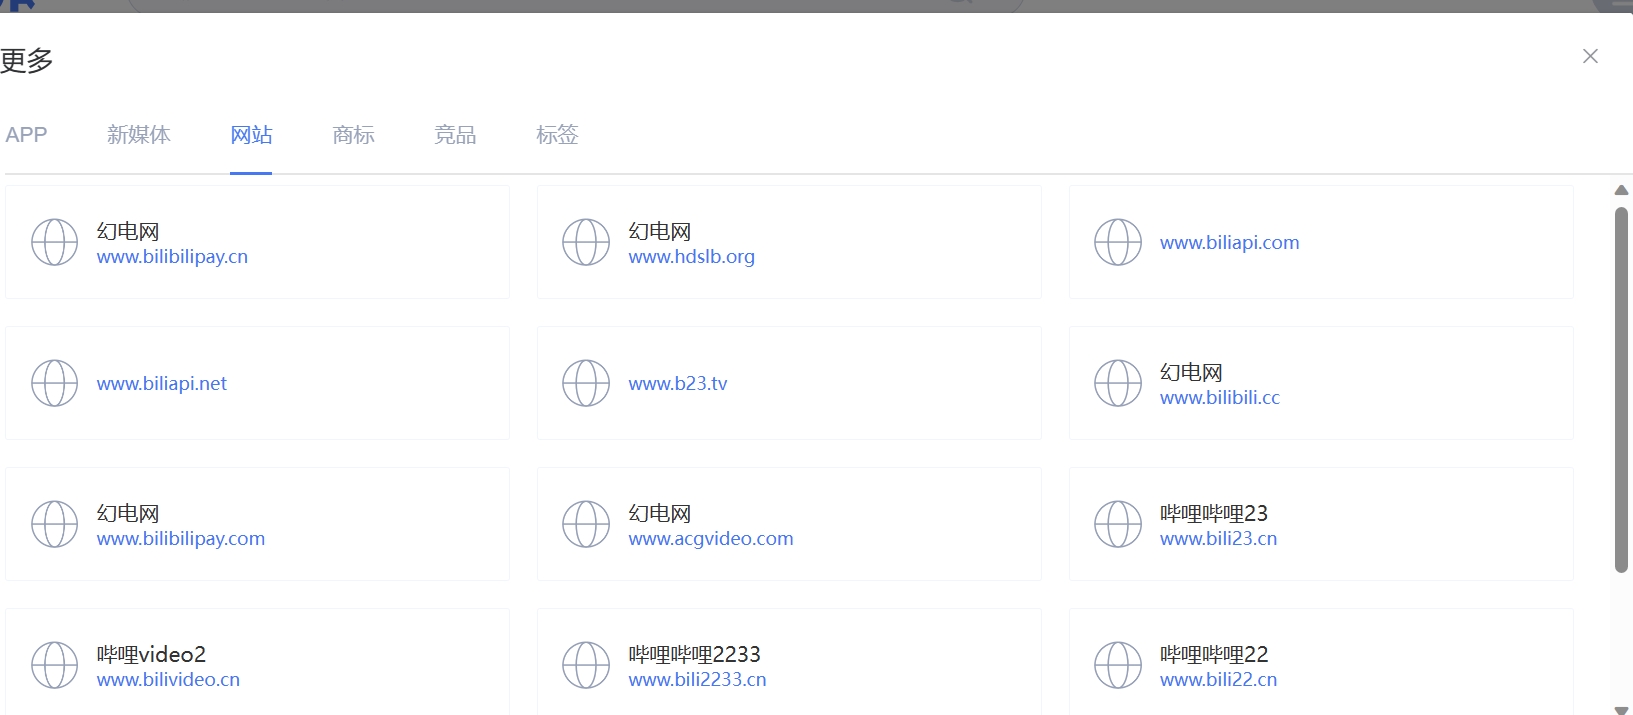 更多
APP 新媒体 网站 商标 竞品 标签
幻电网
www.bilibilipay.cn
幻电网
www.hdslb.org
www.biliapi.com
www.biliapi.net
www.b23.tv
幻电网
www.bilibili.cc
幻电网
www.bilibilipay.com
幻电网
www.acgvideo.com
哔哩哔哩23
www.bili23.cn
哔哩video2
www.bilivideo.cn
哔哩哔哩2233
www.bili2233.cn
哔哩哔哩22
www.bili22.cn